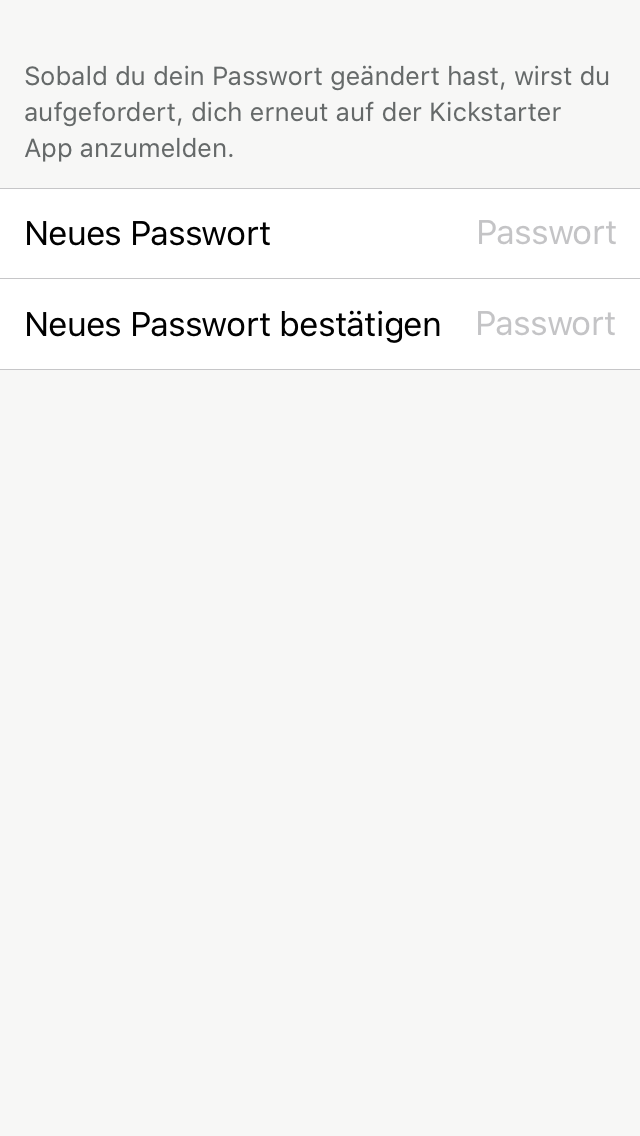 Sobald du dein Passwort geändert hast, wirst du
aufgefordert, dich erneut auf der Kickstarter
App anzumelden.
Neues Passwort Passwort
Neues Passwort bestätigen Passwort